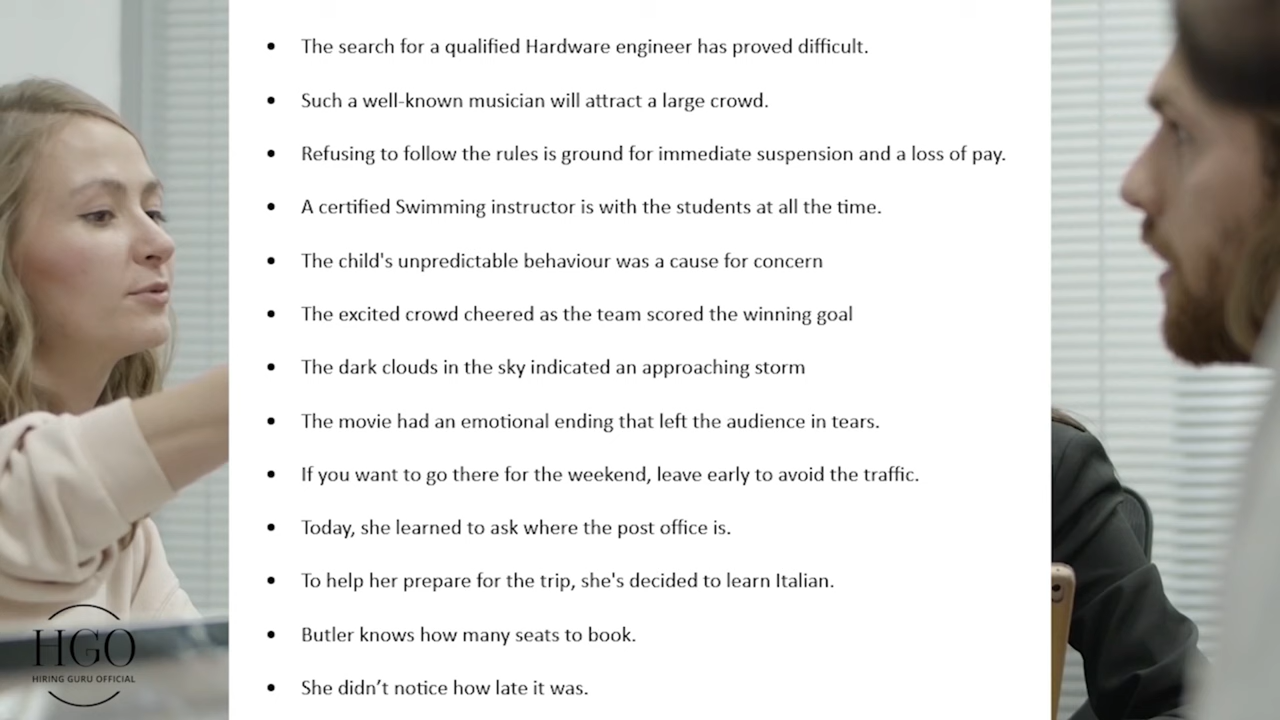 • The search for a qualified Hardware engineer has proved difficult.
• Such a well-known musician will attract a large crowd.
• Refusing to follow the rules is ground for immediate suspension and a loss of pay.
• A certified Swimming instructor is with the students at all the time.
• The child's unpredictable behaviour was a cause for concern
• The excited crowd cheered as the team scored the winning goal
• The dark clouds in the sky indicated an approaching storm
• The movie had an emotional ending that left the audience in tears.
• If you want to go there for the weekend, leave early to avoid the traffic.
• Today, she learned to ask where the post office is.
• To help her prepare for the trip, she's decided to learn Italian.
• Butler knows how many seats to book.
• She didn’t notice how late it was.
HGO
HIRING GURU OFFICIAL